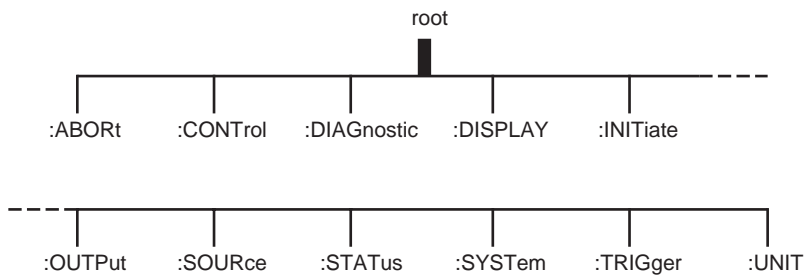 root
:ABORt :CONTrol :DIAGnostic :DISPLAY :INITiate
:OUTPut :SOURce :STATus :SYSTem :TRIGger :UNIT